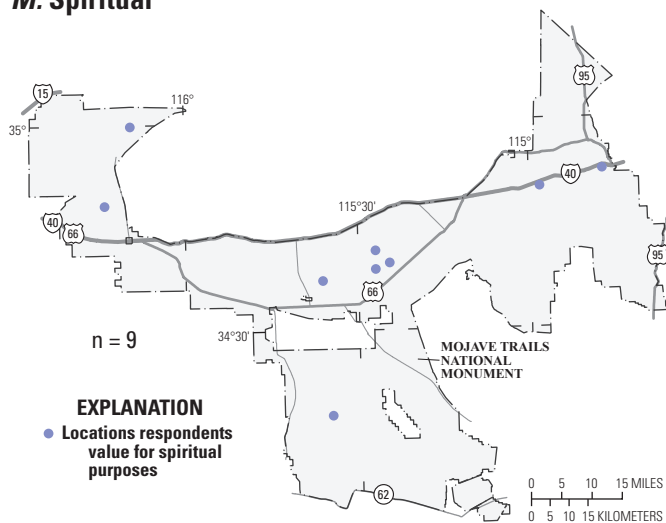 M. Spiritual
95
15
116°
35°
115°
40
115°30'
40
66
95
66
n = 9
34°30'
MOJAVE TRAILS
NATIONAL
MONUMENT
EXPLANATION
Locations respondents
value for spiritual
purposes
62
0 5 10 15 MILES
0 5 10 15 KILOMETERS